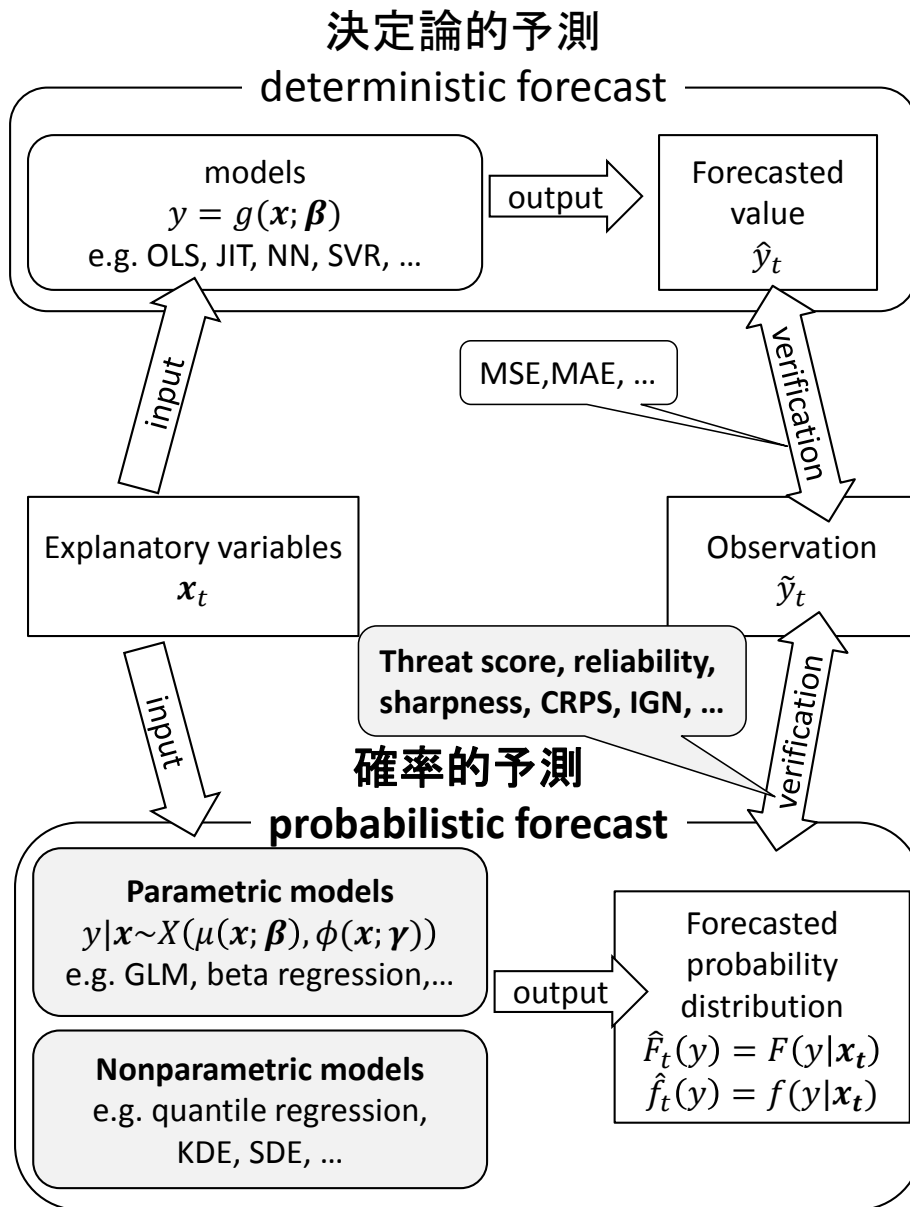 決定論的予測
deterministic forecast
models
y = g(x; β)
e.g. OLS, JIT, NN, SVR, …
output
Forecasted
value
ŷ_t
input
MSE,MAE, …
verification
Explanatory variables
x_t
Observation
ỹ_t
Threat score, reliability,
sharpness, CRPS, IGN, …
input
verification
確率的予測
probabilistic forecast
Parametric models
y|x~X(μ(x; β), ϕ(x; γ))
e.g. GLM, beta regression,…
output
Nonparametric models
e.g. quantile regression,
KDE, SDE, …
Forecasted
probability
distribution
F̂_t(y) = F(y|x_t)
f̂_t(y) = f(y|x_t)